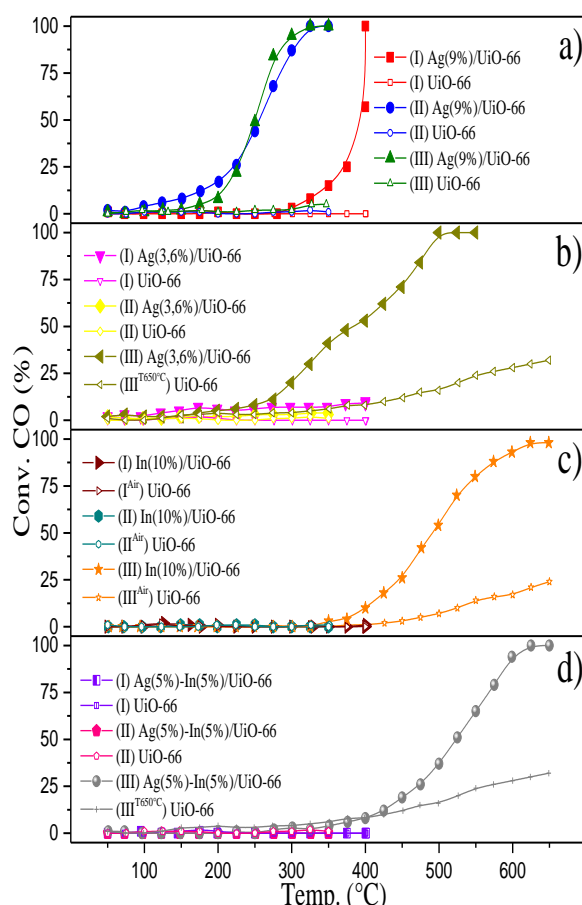 Conv. CO (%)
100
75
50
25
0
a)
(I) Ag(9%)/UiO-66
(I) UiO-66
(II) Ag(9%)/UiO-66
(II) UiO-66
(III) Ag(9%)/UiO-66
(III) UiO-66
100
75
50
25
0
b)
(I) Ag(3,6%)/UiO-66
(I) UiO-66
(II) Ag(3,6%)/UiO-66
(II) UiO-66
(III) Ag(3,6%)/UiO-66
(III^T650°C) UiO-66
100
75
50
25
0
c)
(I) In(10%)/UiO-66
(I^Air) UiO-66
(II) In(10%)/UiO-66
(II^Air) UiO-66
(III) In(10%)/UiO-66
(III^Air) UiO-66
100
75
50
25
0
d)
(I) Ag(5%)-In(5%)/UiO-66
(I) UiO-66
(II) Ag(5%)-In(5%)/UiO-66
(II) UiO-66
(III) Ag(5%)-In(5%)/UiO-66
(III^T650°C) UiO-66
100 200 300 400 500 600
Temp. (°C)